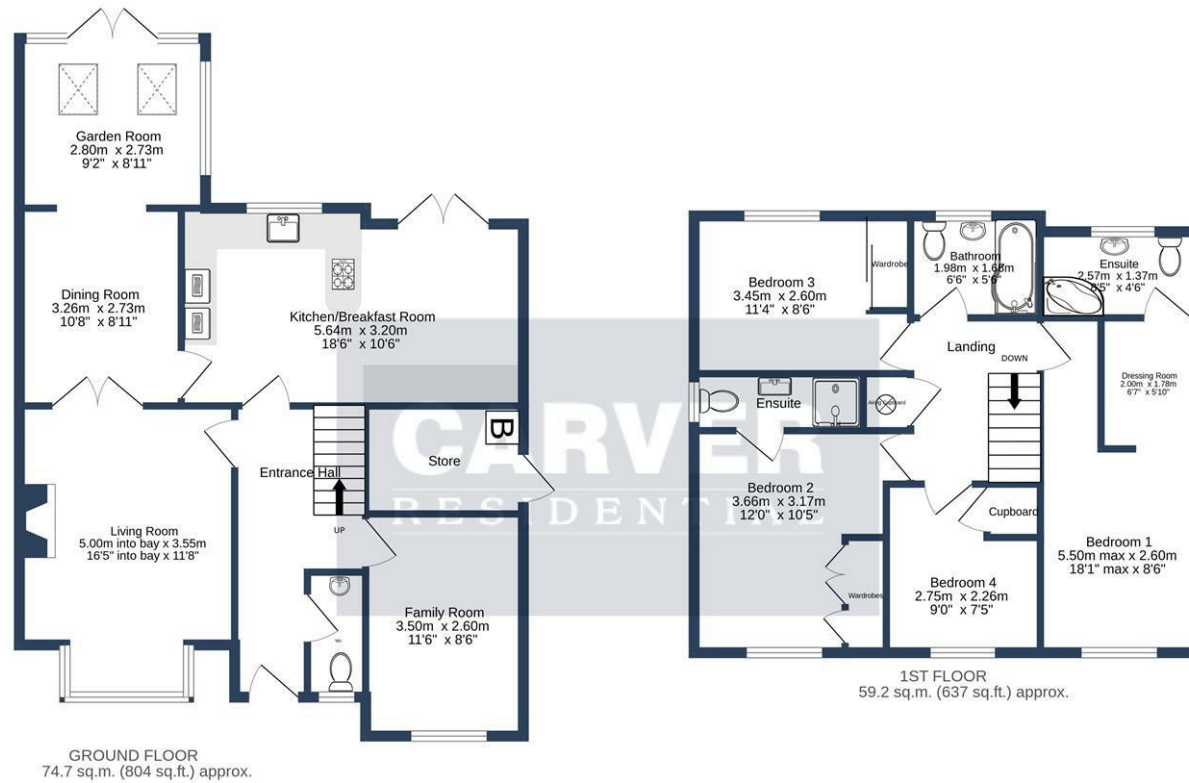 Garden Room
2.80m x 2.73m
9'2" x 8'11"
Dining Room
3.26m x 2.73m
10'8" x 8'11"
Kitchen/Breakfast Room
5.64m x 3.20m
18'6" x 10'6"
Living Room
5.00m into bay x 3.55m
16'5" into bay x 11'8"
Entrance Hall
UP
Store
B
Family Room
3.50m x 2.60m
11'6" x 8'6"
Wc
GROUND FLOOR
74.7 sq.m. (804 sq.ft.) approx.
CARVER
RESIDENTIAL
Bedroom 3
3.45m x 2.60m
11'4" x 8'6"
Wardrobe
Bathroom
1.98m x 1.68m
6'6" x 5'6"
Ensuite
2.57m x 1.37m
8'5" x 4'6"
Landing
DOWN
Dressing Room
2.00m x 1.78m
6'7" x 5'10"
Ensuite
Airing Cupboard
Bedroom 2
3.66m x 3.17m
12'0" x 10'5"
Wardrobes
Cupboard
Bedroom 4
2.75m x 2.26m
9'0" x 7'5"
Bedroom 1
5.50m max x 2.60m
18'1" max x 8'6"
1ST FLOOR
59.2 sq.m. (637 sq.ft.) approx.